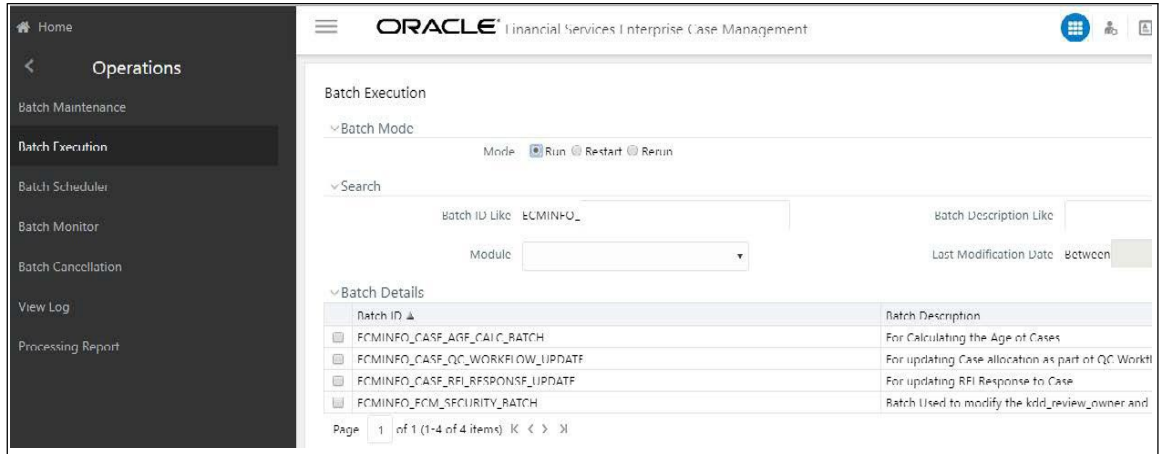 Home
Operations
Batch Maintenance
Batch Execution
Batch Scheduler
Batch Monitor
Batch Cancellation
View Log
Processing Report
ORACLE Financial Services Enterprise Case Management
Batch Execution
Batch Mode
Mode Run Restart Rerun
Search
Batch ID Like ECMINFO_ Batch Description Like
Module Last Modification Date Between
Batch Details
Batch ID Batch Description
ECMINFO_CASE_AGE_CALC_BATCH For Calculating the Age of Cases
ECMINFO_CASE_QC_WORKFLOW_UPDATE For updating Case allocation as part of QC Workfl
ECMINFO_CASE_RFI_RESPONSE_UPDATE For updating RFI Response to Case
ECMINFO_ECM_SECURITY_BATCH Batch Used to modify the kdd_review_owner and
Page 1 of 1 (1-4 of 4 items)